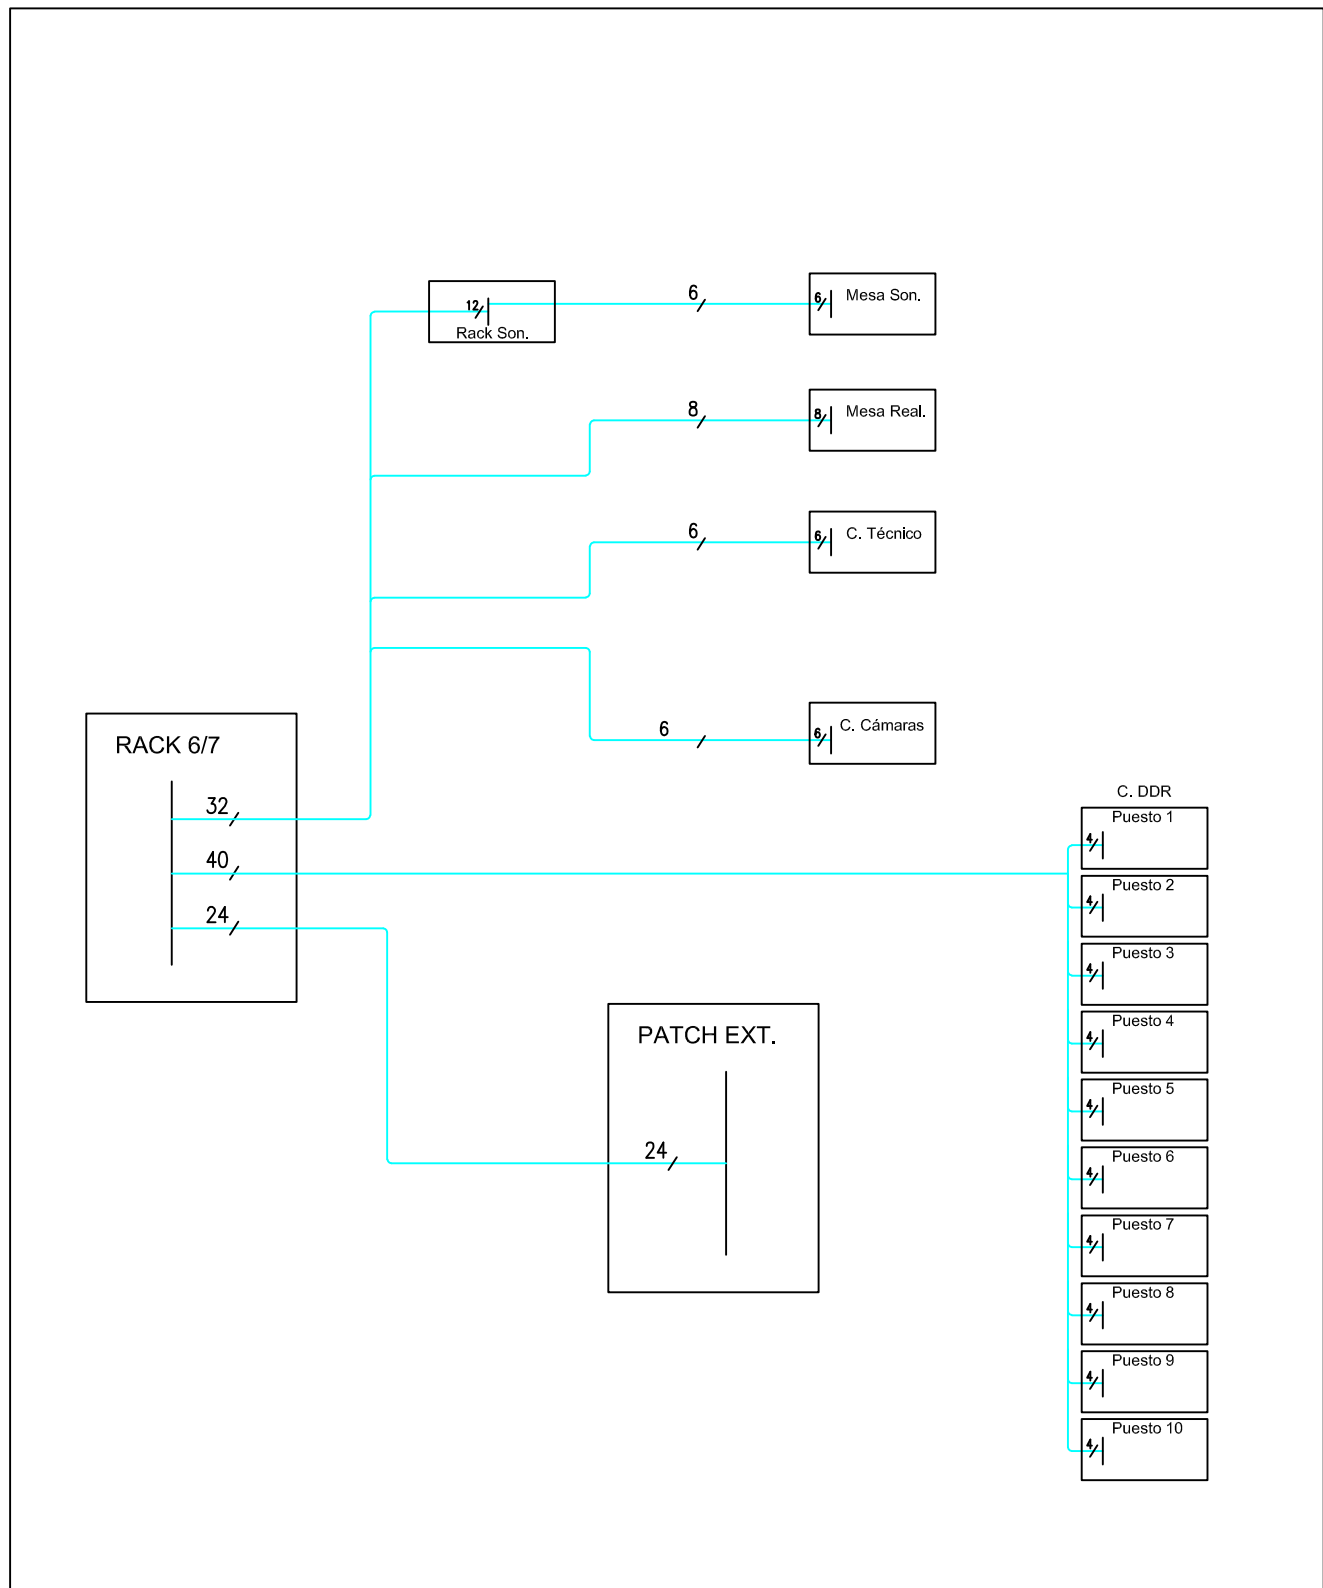 6
12
6
Mesa Son.
Rack Son.
8
8
Mesa Real.
6
6
C. Técnico
6
6
C. Cámaras
RACK 6/7
32
40
24
C. DDR
Puesto 1
4
Puesto 2
4
Puesto 3
4
Puesto 4
4
Puesto 5
4
Puesto 6
4
Puesto 7
4
Puesto 8
4
Puesto 9
4
Puesto 10
4
PATCH EXT.
24